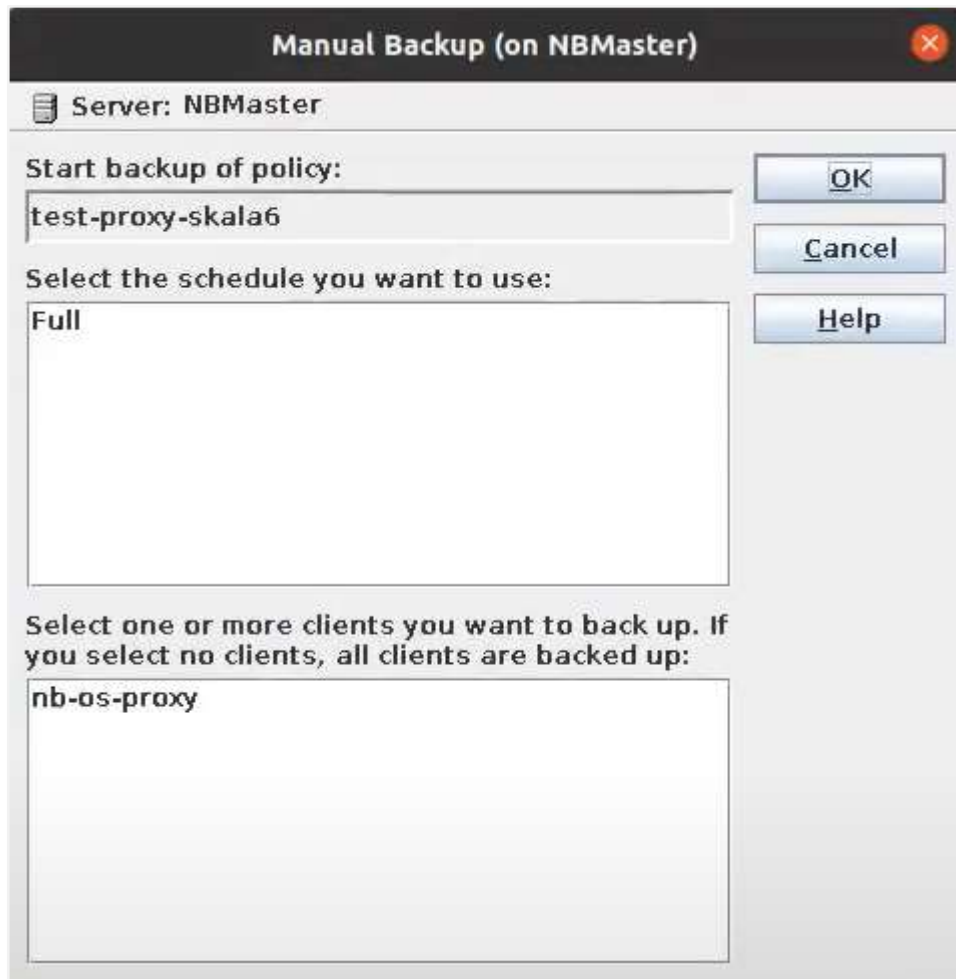 Manual Backup (on NBMaster)
Server: NBMaster
Start backup of policy:
test-proxy-skala6
OK
Cancel
Select the schedule you want to use:
Full
Help
Select one or more clients you want to back up. If
you select no clients, all clients are backed up:
nb-os-proxy